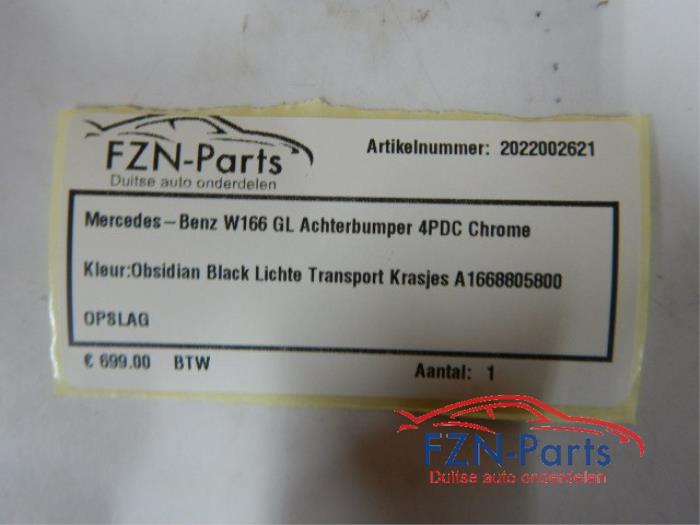 FZN-Parts
Duitse auto onderdelen
Artikelnummer: 2022002621
Mercedes-Benz W166 GL Achterbumper 4PDC Chrome
Kleur:Obsidian Black Lichte Transport Krasjes A1668805800
OPSLAG
€ 699.00 BTW
Aantal: 1
FZN-Parts
Duitse auto onderdelen